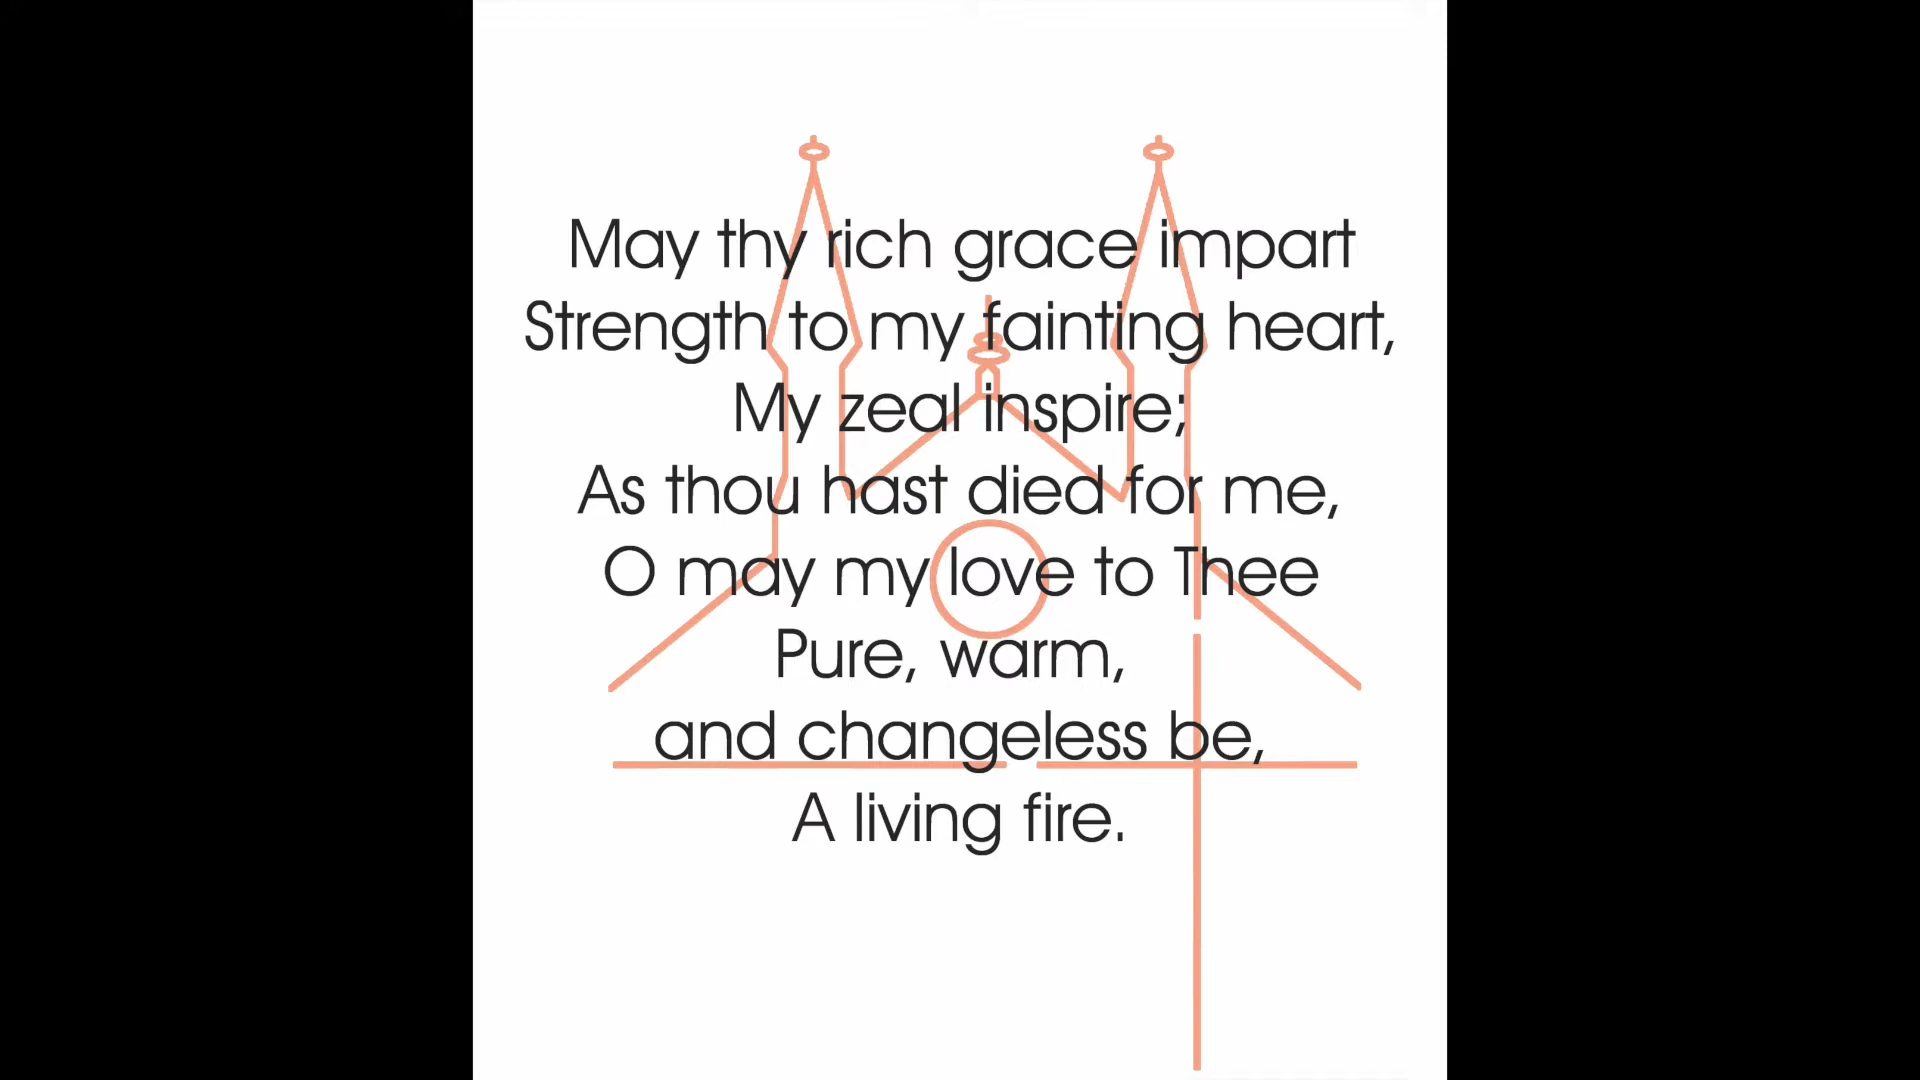 May thy rich grace impart
Strength to my fainting heart,
My zeal inspire;
As thou hast died for me,
O may my love to Thee
Pure, warm,
and changeless be,
A living fire.